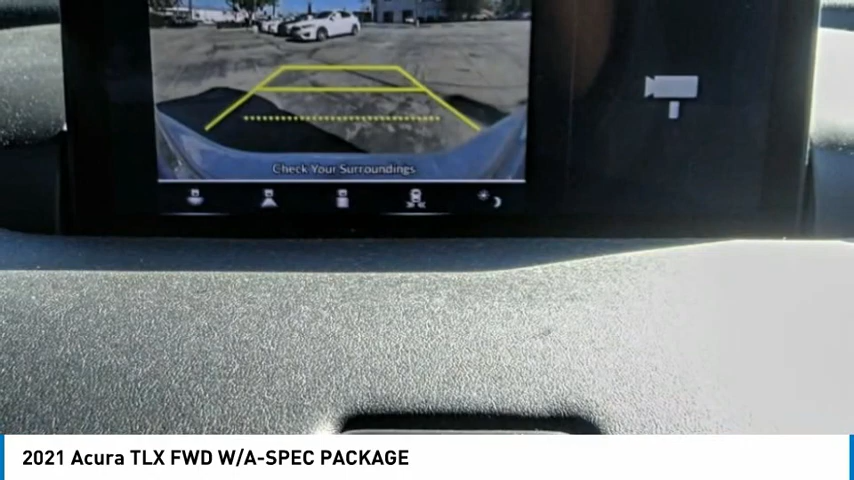 Check Your Surroundings
2021 Acura TLX FWD W/A-SPEC PACKAGE